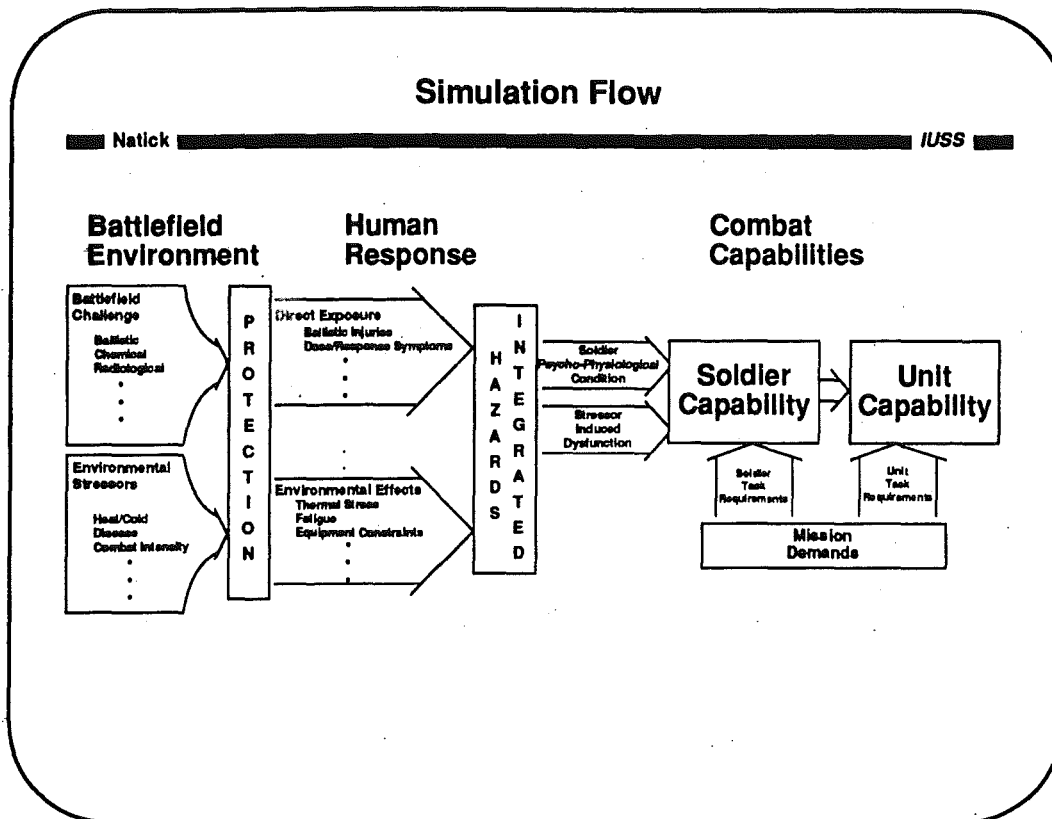 Simulation Flow
Natick
IUSS
Battlefield
Environment
Human
Response
Combat
Capabilities
Battlefield
Challenge
Ballistic
Chemical
Radiological
Environmental
Stressors
Heat/Cold
Disease
Combat Intensity
PROTECTION
Direct Exposure
Ballistic Injuries
Dose/Response Symptoms
Environmental Effects
Thermal Stress
Fatigue
Equipment Constraints
HAZARDS
INTEGRATED
Soldier
Psycho-Physiological
Condition
Stressor
Induced
Dysfunction
Soldier
Capability
Unit
Capability
Soldier
Task
Requirements
Unit
Task
Requirements
Mission
Demands